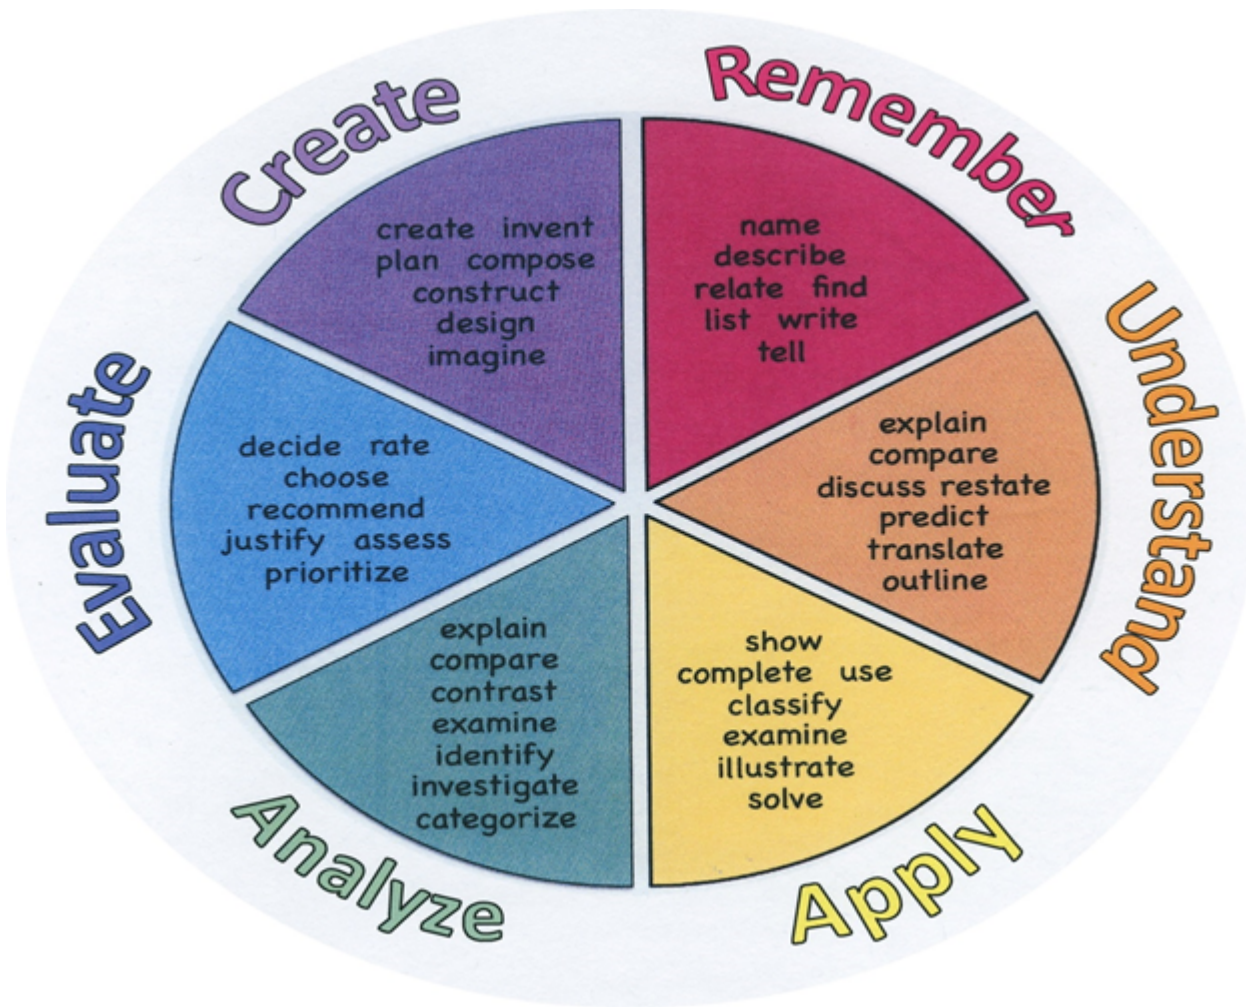 Remember
name
describe
relate find
list write
tell
Understand
explain
compare
discuss restate
predict
translate
outline
Apply
show
complete use
classify
examine
illustrate
solve
Analyze
explain
compare
contrast
examine
identify
investigate
categorize
Evaluate
decide rate
choose
recommend
justify assess
prioritize
Create
create invent
plan compose
construct
design
imagine